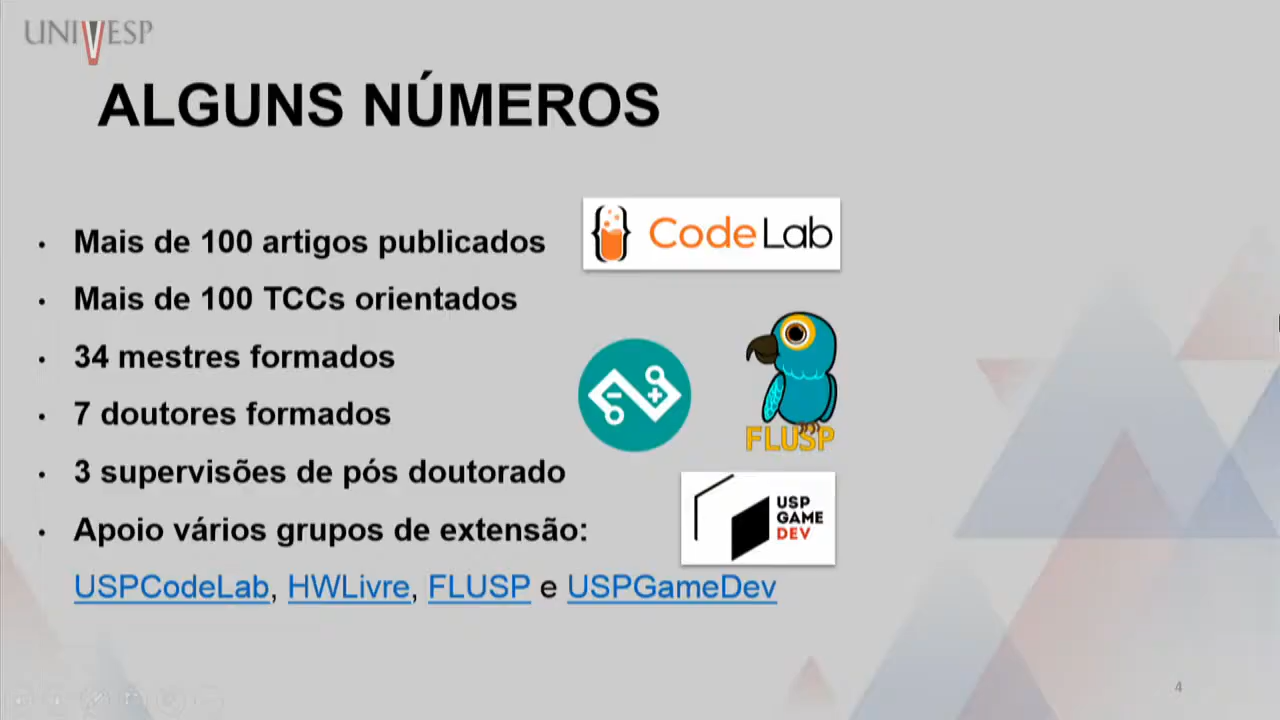 UNIVESP
ALGUNS NÚMEROS
• Mais de 100 artigos publicados
• Mais de 100 TCCs orientados
• 34 mestres formados
• 7 doutores formados
• 3 supervisões de pós doutorado
• Apoio vários grupos de extensão:
USPCodeLab, HWLivre, FLUSP e USPGameDev
CodeLab
FLUSP
USP
GAME
DEV
4